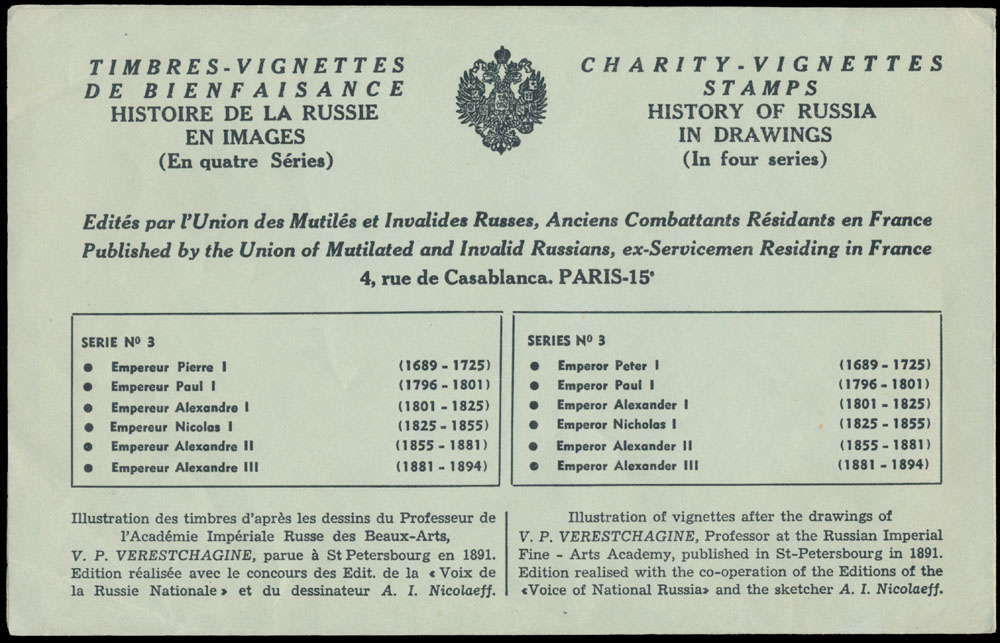 TIMBRES-VIGNETTES
DE BIENFAISANCE
HISTOIRE DE LA RUSSIE
EN IMAGES
(En quatre Séries)
CHARITY-VIGNETTES
STAMPS
HISTORY OF RUSSIA
IN DRAWINGS
(In four series)
Edités par l'Union des Mutilés et Invalides Russes, Anciens Combattants Résidants en France
Published by the Union of Mutilated and Invalid Russians, ex-Servicemen Residing in France
4, rue de Casablanca. PARIS-15e
SERIE Nº 3
● Empereur Pierre I (1689 - 1725)
● Empereur Paul I (1796 - 1801)
● Empereur Alexandre I (1801 - 1825)
● Empereur Nicolas I (1825 - 1855)
● Empereur Alexandre II (1855 - 1881)
● Empereur Alexandre III (1881 - 1894)
SERIES Nº 3
● Emperor Peter I (1689 - 1725)
● Emperor Paul I (1796 - 1801)
● Emperor Alexander I (1801 - 1825)
● Emperor Nicholas I (1825 - 1855)
● Emperor Alexander II (1855 - 1881)
● Emperor Alexander III (1881 - 1894)
Illustration des timbres d'après les dessins du Professeur de
l'Académie Impériale Russe des Beaux-Arts,
V. P. VERESTCHAGINE, parue à St Petersbourg en 1891.
Edition réalisée avec le concours des Edit. de la « Voix de
la Russie Nationale » et du dessinateur A. I. Nicolaeff.
Illustration of vignettes after the drawings of
V. P. VERESTCHAGINE, Professor at the Russian Imperial
Fine - Arts Academy, published in St-Petersbourg in 1891.
Edition realised with the co-operation of the Editions of the
«Voice of National Russia» and the sketcher A. I. Nicolaeff.